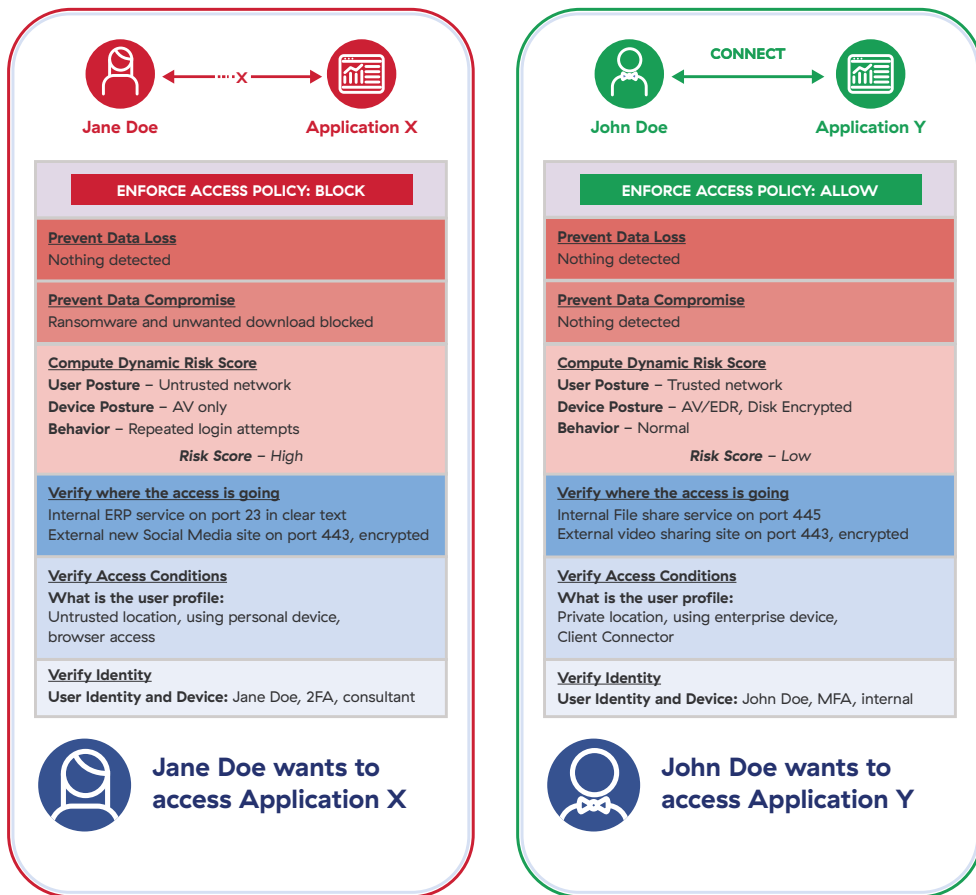 X
Jane Doe
Application X
ENFORCE ACCESS POLICY: BLOCK
Prevent Data Loss
Nothing detected
Prevent Data Compromise
Ransomware and unwanted download blocked
Compute Dynamic Risk Score
User Posture – Untrusted network
Device Posture – AV only
Behavior – Repeated login attempts
Risk Score – High
Verify where the access is going
Internal ERP service on port 23 in clear text
External new Social Media site on port 443, encrypted
Verify Access Conditions
What is the user profile:
Untrusted location, using personal device,
browser access
Verify Identity
User Identity and Device: Jane Doe, 2FA, consultant
Jane Doe wants to
access Application X
CONNECT
John Doe
Application Y
ENFORCE ACCESS POLICY: ALLOW
Prevent Data Loss
Nothing detected
Prevent Data Compromise
Nothing detected
Compute Dynamic Risk Score
User Posture – Trusted network
Device Posture – AV/EDR, Disk Encrypted
Behavior – Normal
Risk Score – Low
Verify where the access is going
Internal File share service on port 445
External video sharing site on port 443, encrypted
Verify Access Conditions
What is the user profile:
Private location, using enterprise device,
Client Connector
Verify Identity
User Identity and Device: John Doe, MFA, internal
John Doe wants to
access Application Y